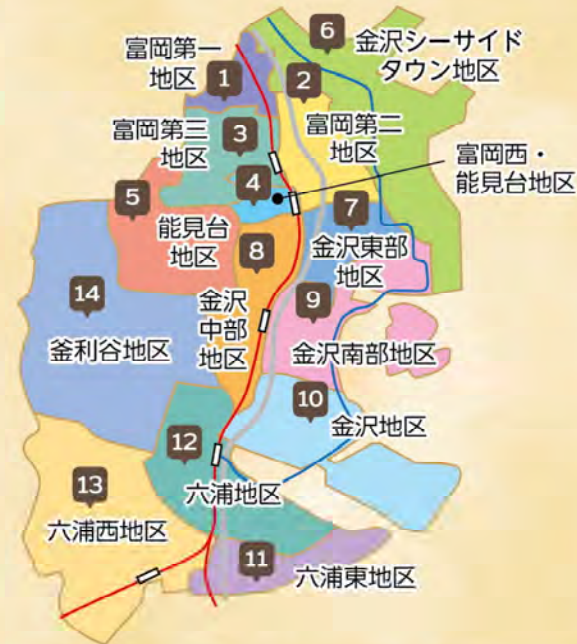 6
金沢シーサイド
タウン地区
富岡第一
地区
1
2
富岡第三
地区
3
富岡第二
地区
4
富岡西・
能見台地区
5
能見台
地区
7
金沢東部
地区
8
金沢
中部
地区
14
釜利谷地区
9
金沢南部地区
10
金沢地区
12
六浦地区
13
六浦西地区
11
六浦東地区